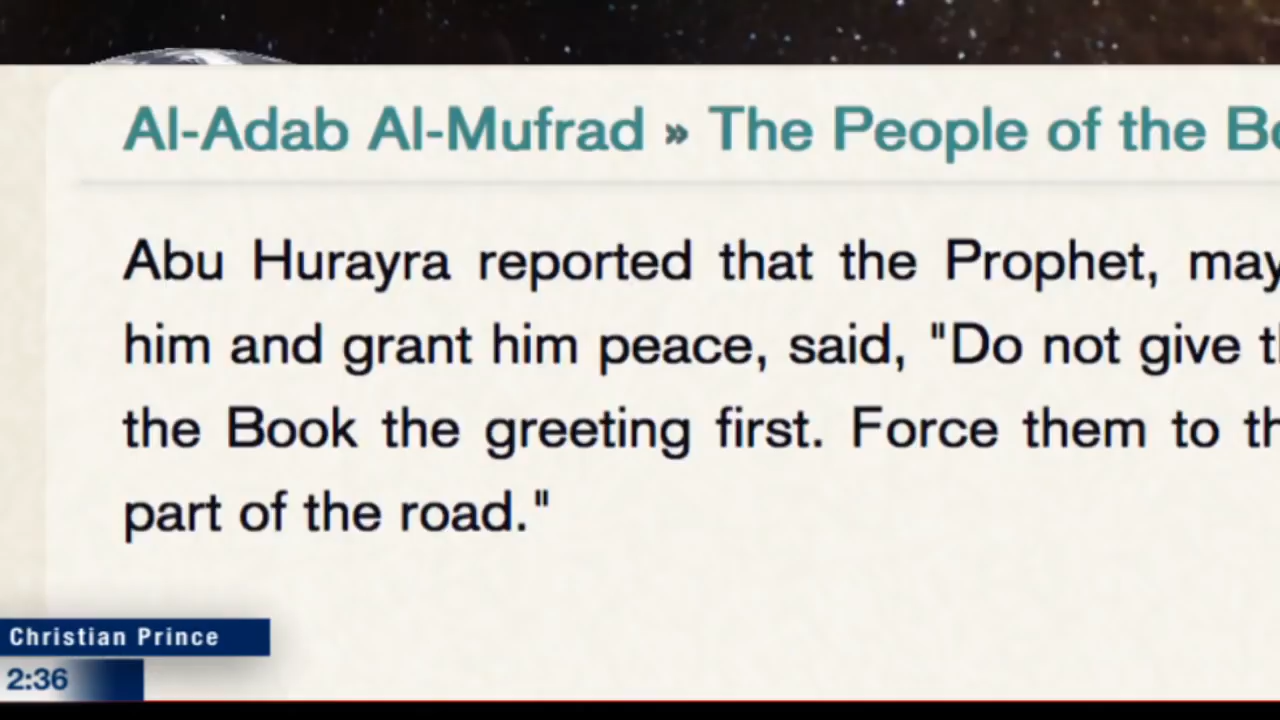 Al-Adab Al-Mufrad » The People of the
Abu Hurayra reported that the Prophet, may
him and grant him peace, said, "Do not give
the Book the greeting first. Force them to
part of the road."
Christian Prince
2:36